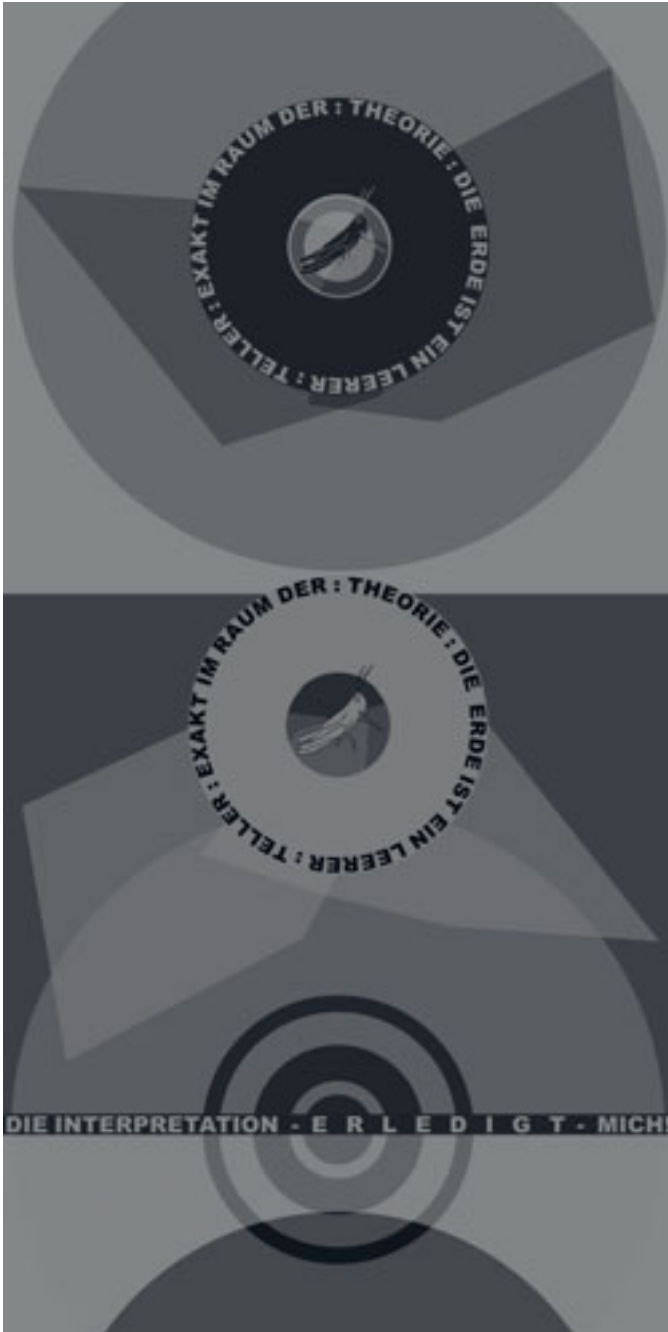 EXAKT IM RAUM DER : THEORIE : DIE ERDE IST EIN LEERER : TELLER :
EXAKT IM RAUM DER : THEORIE : DIE ERDE IST EIN LEERER : TELLER :
DIE INTERPRETATION - E R L E D I G T - MICH!